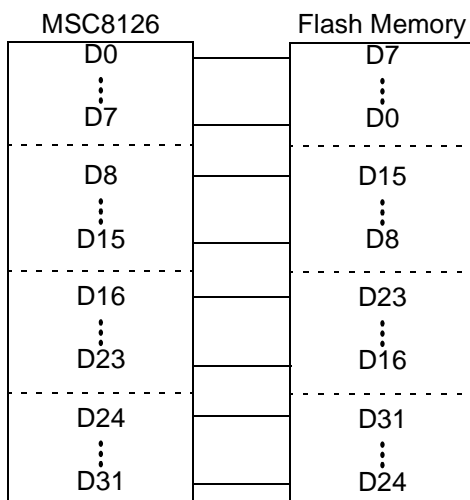 MSC8126 Flash Memory
D0 D7
D7 D0
D8 D15
D15 D8
D16 D23
D23 D16
D24 D31
D31 D24